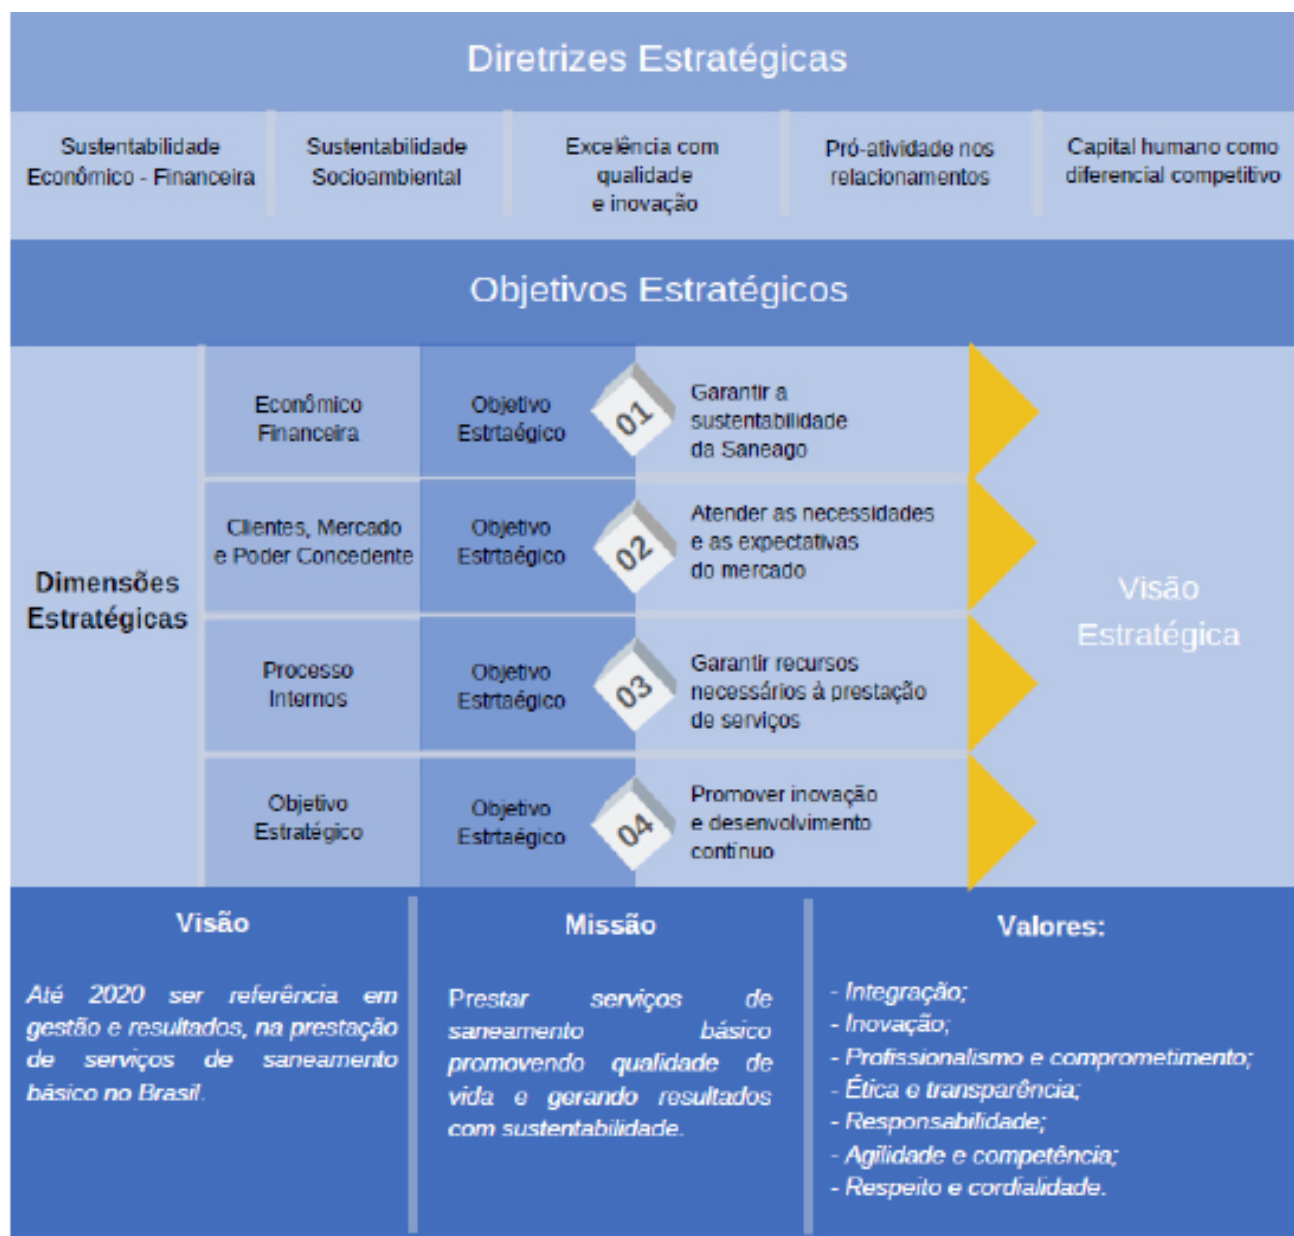 Diretrizes Estratégicas
Sustentabilidade
Econômico - Financeira
Sustentabilidade
Socioambiental
Excelência com
qualidade
e inovação
Pró-atividade nos
relacionamentos
Capital humano como
diferencial competitivo
Objetivos Estratégicos
Dimensões
Estratégicas
Econômico
Financeira
Objetivo
Estrtaégico
01
Garantir a
sustentabilidade
da Saneago
Clientes, Mercado
e Poder Concedente
Objetivo
Estrtaégico
02
Atender as necessidades
e as expectativas
do mercado
Processo
Internos
Objetivo
Estrtaégico
03
Garantir recursos
necessários à prestação
de serviços
Objetivo
Estratégico
Objetivo
Estrtaégico
04
Promover inovação
e desenvolvimento
contínuo
Visão
Estratégica
Visão
Até 2020 ser referência em
gestão e resultados, na prestação
de serviços de saneamento
básico no Brasil.
Missão
Prestar serviços de
saneamento básico
promovendo qualidade de
vida e gerando resultados
com sustentabilidade.
Valores:
- Integração;
- Inovação;
- Profissionalismo e comprometimento;
- Ética e transparência;
- Responsabilidade;
- Agilidade e competência;
- Respeito e cordialidade.